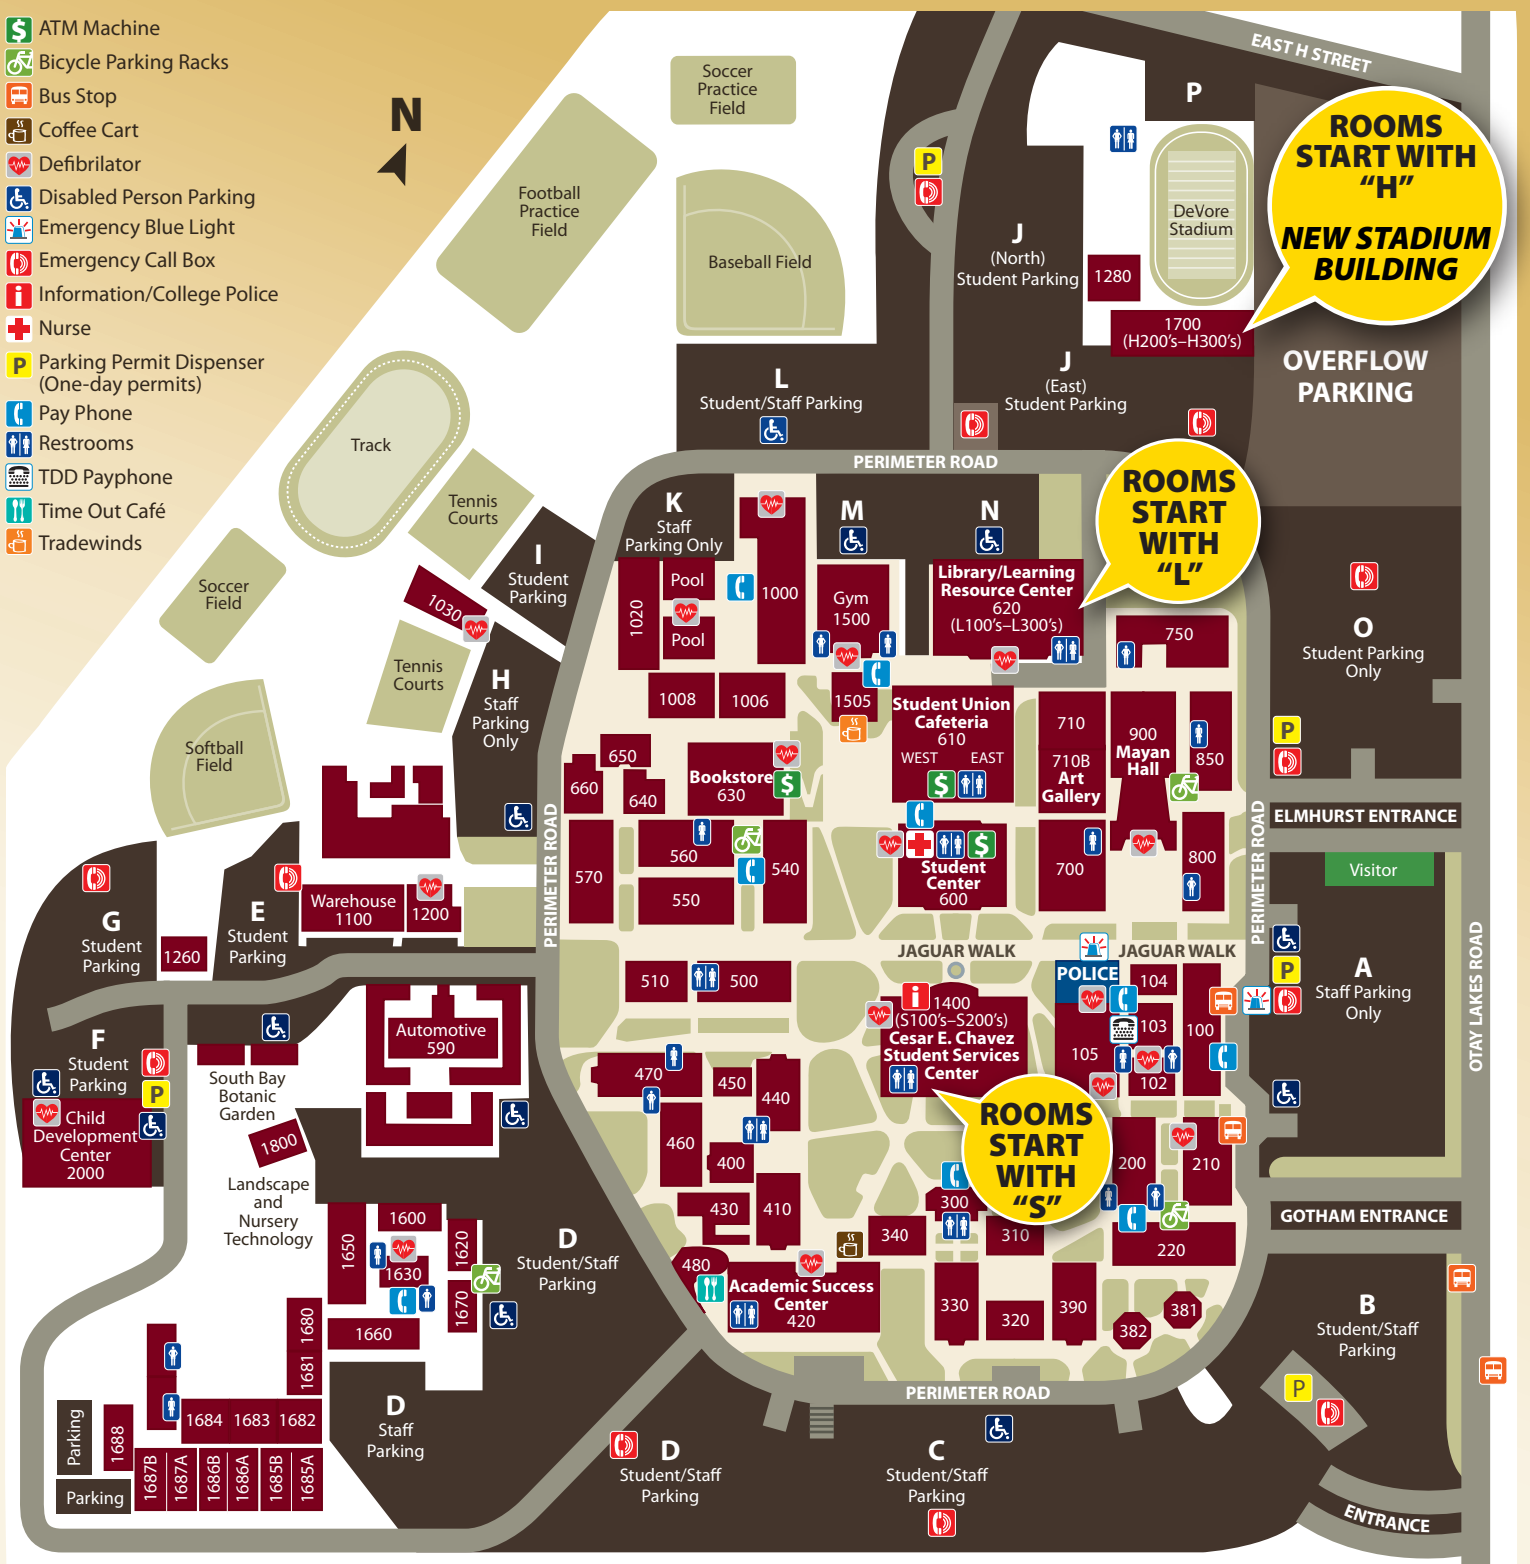 ATM Machine
Bicycle Parking Racks
Bus Stop
Coffee Cart
Defibrilator
Disabled Person Parking
Emergency Blue Light
Emergency Call Box
Information/College Police
Nurse
Parking Permit Dispenser
(One-day permits)
Pay Phone
Restrooms
TDD Payphone
Time Out Café
Tradewinds
N
Soccer
Practice
Field
Football
Practice
Field
Baseball Field
EAST H STREET
P
DeVore
Stadium
ROOMS
START WITH
“H”
NEW STADIUM
BUILDING
P
J
(North)
Student Parking
1280
1700
(H200’s–H300’s)
OVERFLOW
PARKING
J
(East)
Student Parking
L
Student/Staff Parking
Track
Tennis
Courts
Soccer
Field
PERIMETER ROAD
ROOMS
START
WITH
“L”
K
Staff
Parking Only
M
N
I
Student
Parking
1030
Tennis
Courts
H
Staff
Parking
Only
Softball
Field
1020
Pool
Pool
1000
Gym
1500
Library/Learning
Resource Center
620
(L100’s–L300’s)
750
O
Student Parking
Only
P
1008
1006
1505
Student Union
Cafeteria
610
WEST
EAST
710
710B
Art
Gallery
900
Mayan
Hall
850
650
660
640
Bookstore
630
$
$
ELMHURST ENTRANCE
PERIMETER ROAD
PERIMETER ROAD
570
560
550
540
$
Student
Center
600
700
800
Visitor
G
Student
Parking
1260
E
Student
Parking
Warehouse
1100
1200
JAGUAR WALK
JAGUAR WALK
OTAY LAKES ROAD
510
500
POLICE
104
103
100
105
102
P
A
Staff Parking
Only
i
1400
(S100’s–S200’s)
Cesar E. Chavez
Student Services
Center
F
Student
Parking
P
Child
Development
Center
2000
South Bay
Botanic
Garden
Automotive
590
1800
Landscape
and
Nursery
Technology
470
450
440
460
400
430
410
ROOMS
START
WITH
“S”
200
210
300
340
310
220
GOTHAM ENTRANCE
1600
1650
1620
1630
1670
1660
1680
1681
D
Student/Staff
Parking
480
Academic Success
Center
420
330
320
390
382
381
B
Student/Staff
Parking
P
PERIMETER ROAD
D
Staff
Parking
D
Student/Staff
Parking
C
Student/Staff
Parking
ENTRANCE
Parking
1688
1684
1683
1682
Parking
1687B
1687A
1686B
1686A
1685B
1685A